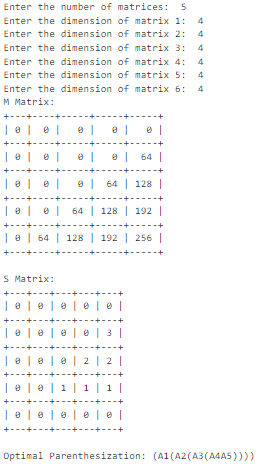 Enter the number of matrices:  5
Enter the dimension of matrix 1:  4
Enter the dimension of matrix 2:  4
Enter the dimension of matrix 3:  4
Enter the dimension of matrix 4:  4
Enter the dimension of matrix 5:  4
Enter the dimension of matrix 6:  4
M Matrix:
+---+----+-----+-----+-----+
| 0 |  0 |   0 |   0 |   0 |
+---+----+-----+-----+-----+
| 0 |  0 |   0 |   0 |  64 |
+---+----+-----+-----+-----+
| 0 |  0 |   0 |  64 | 128 |
+---+----+-----+-----+-----+
| 0 |  0 |  64 | 128 | 192 |
+---+----+-----+-----+-----+
| 0 | 64 | 128 | 192 | 256 |
+---+----+-----+-----+-----+
S Matrix:
+---+---+---+---+---+
| 0 | 0 | 0 | 0 | 0 |
+---+---+---+---+---+
| 0 | 0 | 0 | 0 | 3 |
+---+---+---+---+---+
| 0 | 0 | 0 | 2 | 2 |
+---+---+---+---+---+
| 0 | 0 | 1 | 1 | 1 |
+---+---+---+---+---+
| 0 | 0 | 0 | 0 | 0 |
+---+---+---+---+---+
Optimal Parenthesization: (A1(A2(A3(A4A5))))